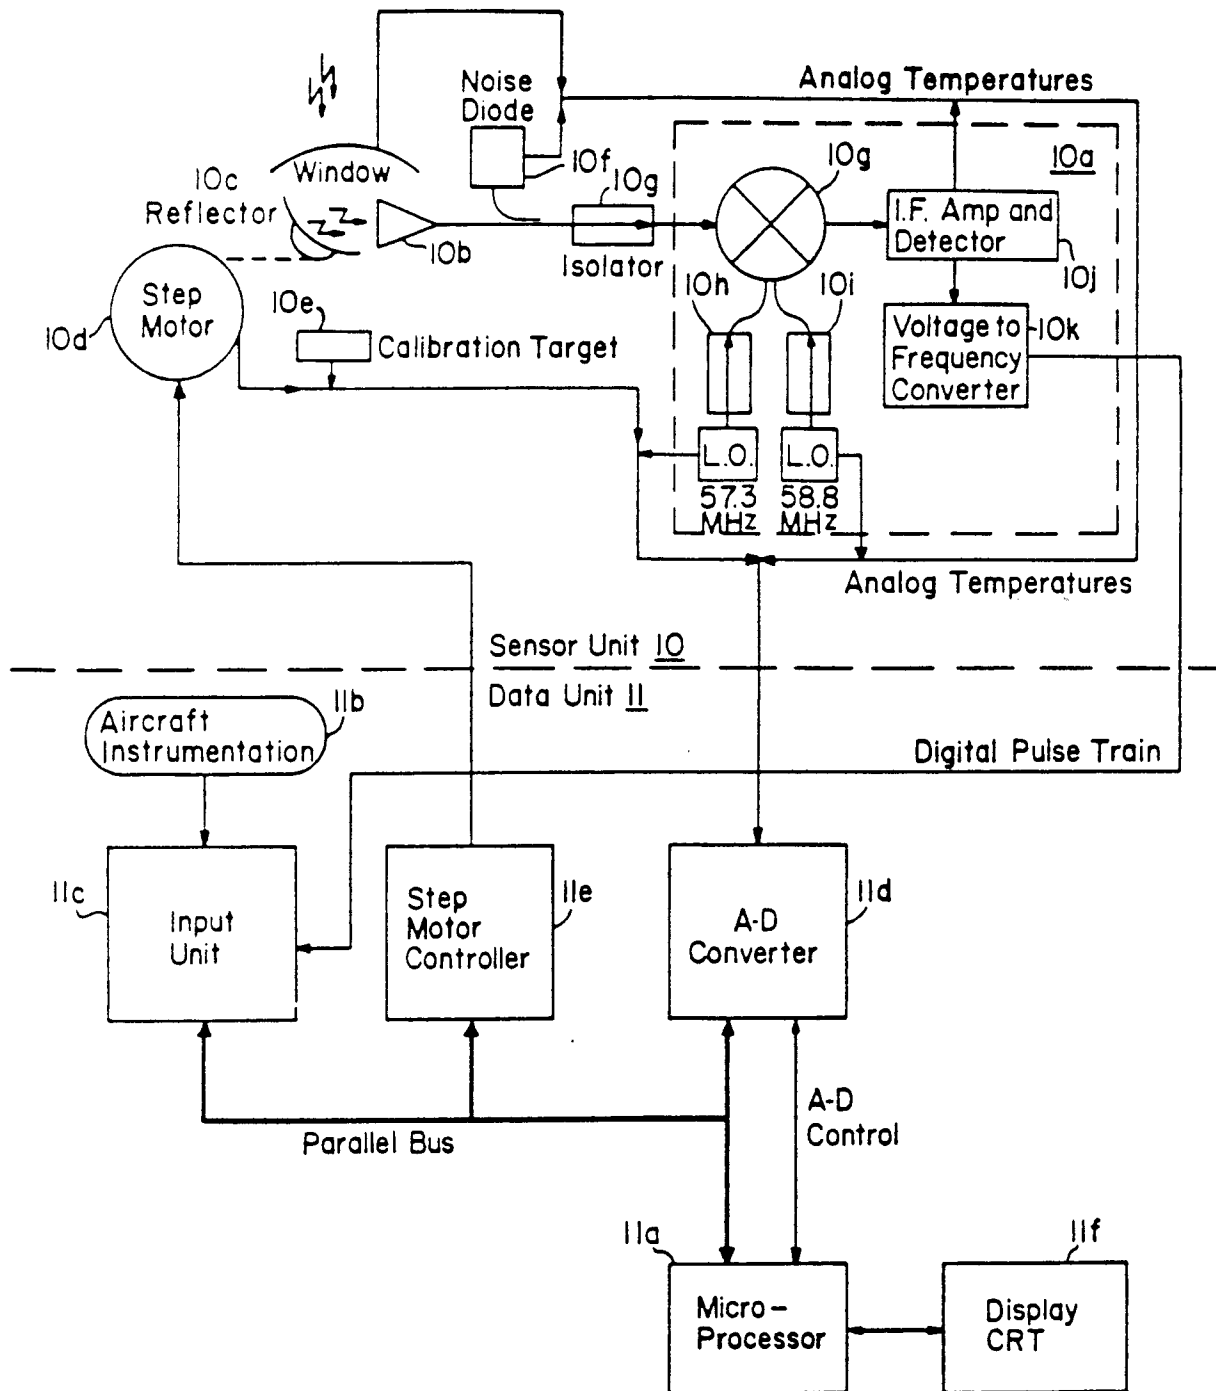 Noise
Diode
Analog Temperatures
10a
10f
10g
10g
Window
10c
Reflector
10b
Isolator
I.F. Amp and
Detector
10j
Step
Motor
10d
10e
Calibration Target
10h
10i
Voltage to
Frequency
Converter
10k
L.O.
L.O.
57.3
MHz
58.8
MHz
Analog Temperatures
Sensor Unit 10
Data Unit 11
Aircraft
Instrumentation
11b
Digital Pulse Train
11c
Input
Unit
Step
Motor
Controller
11e
A-D
Converter
11d
Parallel Bus
A-D
Control
11a
Micro-
Processor
11f
Display
CRT